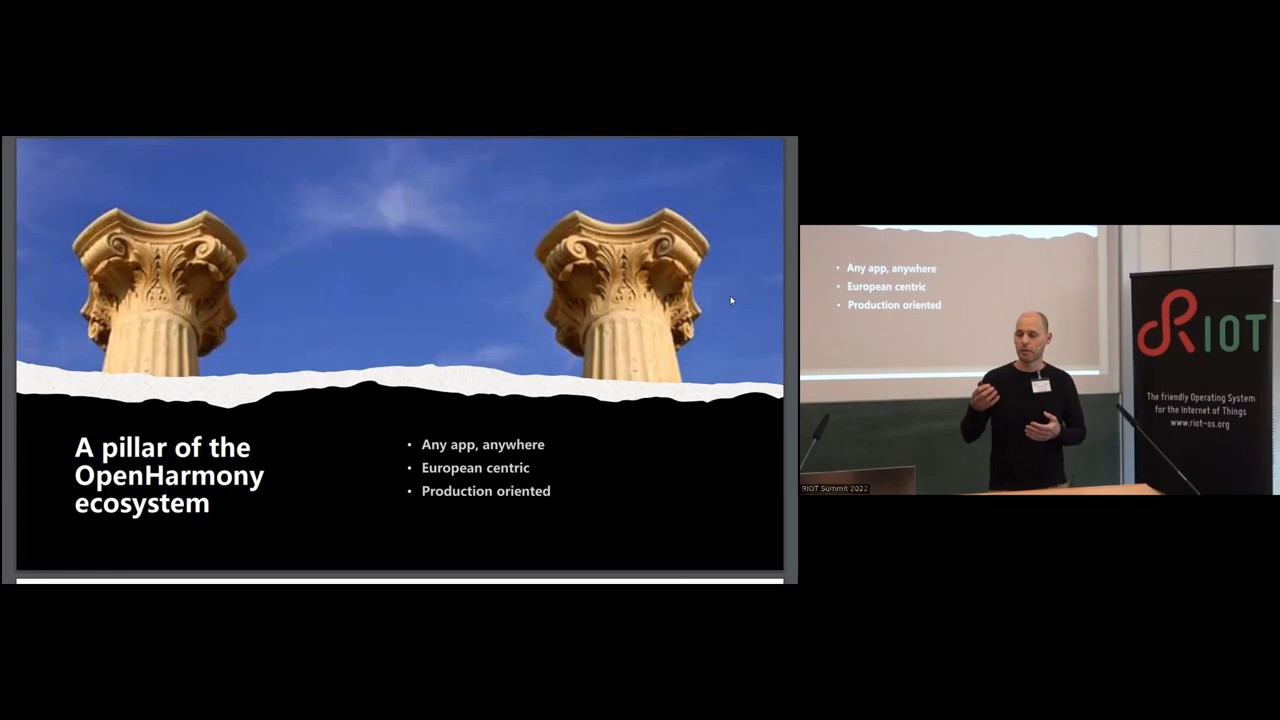 A pillar of the
OpenHarmony
ecosystem
• Any app, anywhere
• European centric
• Production oriented
• Any app, anywhere
• European centric
• Production oriented
RIOT
The friendly Operating System
for the Internet of Things
www.riot-os.org
RIOT Summit 2022